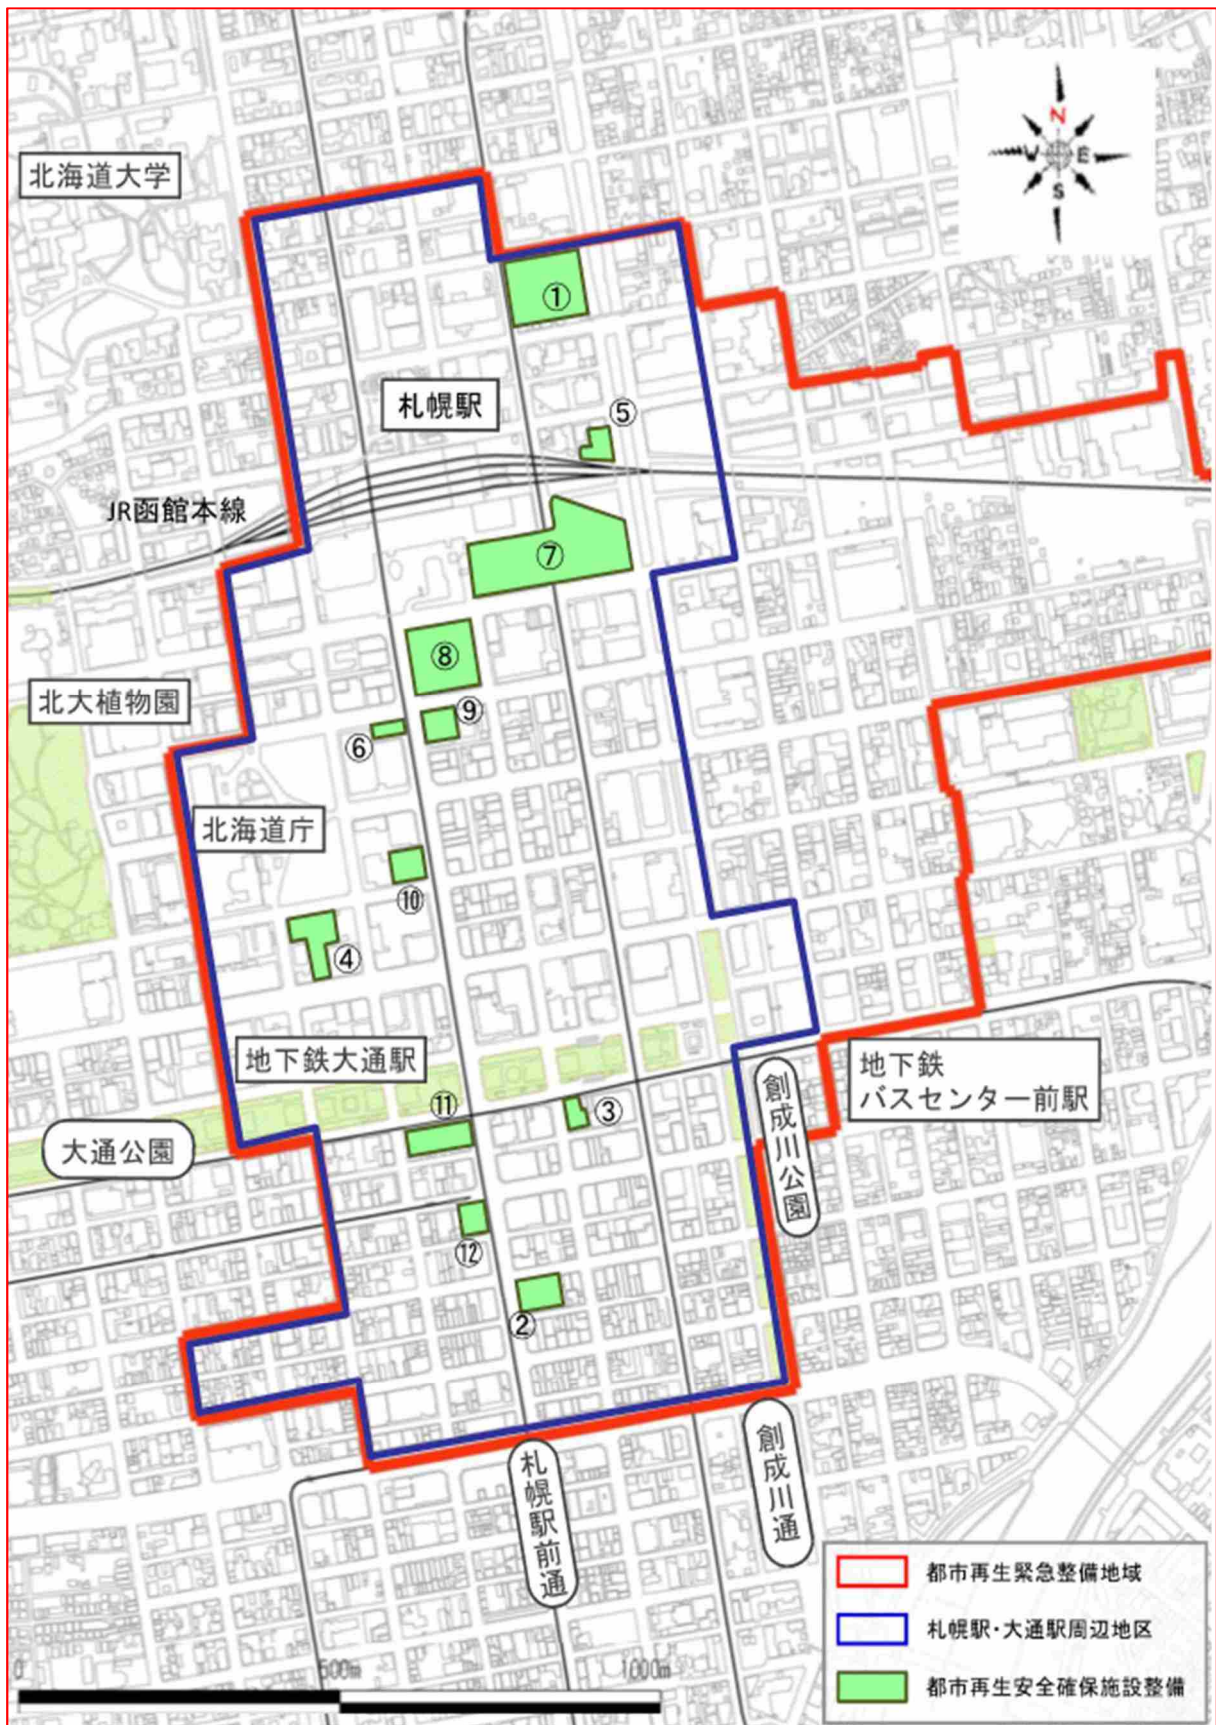 N
W
E
S
北海道大学
①
札幌駅
⑤
JR函館本線
⑦
⑧
北大植物園
⑨
⑥
北海道庁
⑩
④
地下鉄大通駅
地下鉄
バスセンター前駅
創成川公園
⑪
③
大通公園
⑫
②
創成川通
札幌駅前通
都市再生緊急整備地域
札幌駅・大通駅周辺地区
都市再生安全確保施設整備
0
500m
1000m